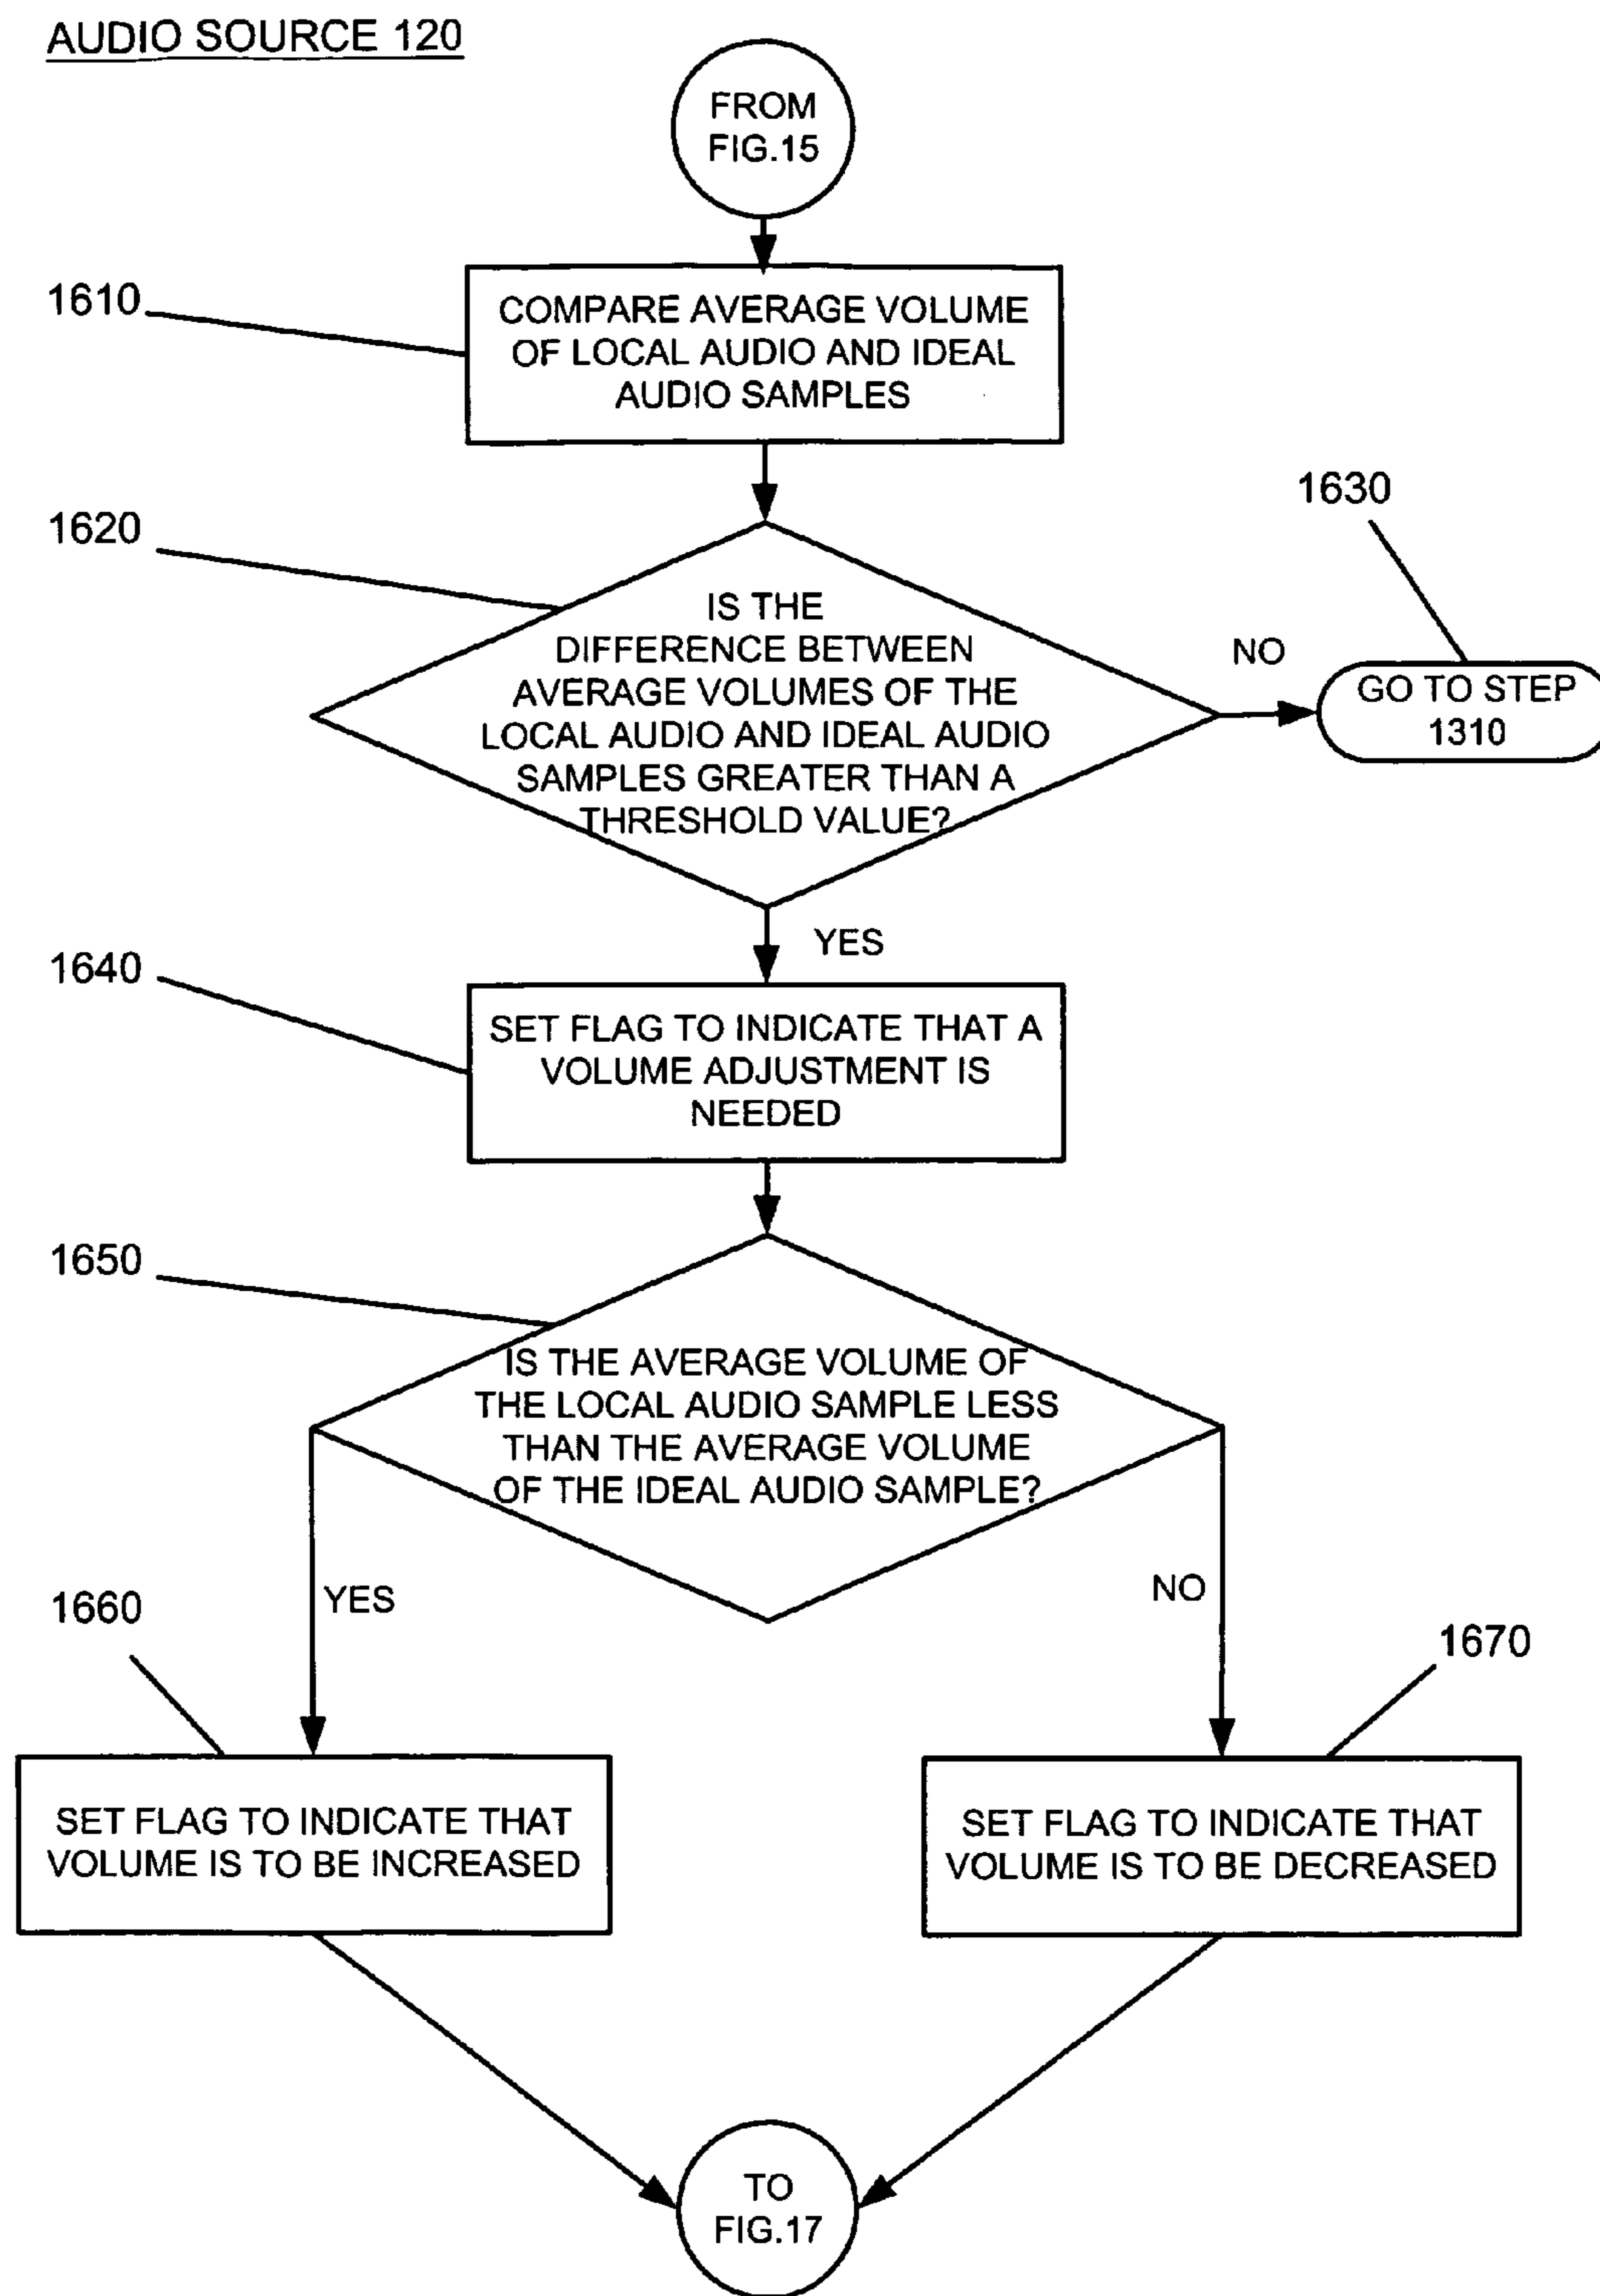 AUDIO SOURCE 120
FROM
FIG.15
1610
COMPARE AVERAGE VOLUME
OF LOCAL AUDIO AND IDEAL
AUDIO SAMPLES
1620
1630
IS THE
DIFFERENCE BETWEEN
AVERAGE VOLUMES OF THE
LOCAL AUDIO AND IDEAL AUDIO
SAMPLES GREATER THAN A
THRESHOLD VALUE?
NO
GO TO STEP
1310
YES
1640
SET FLAG TO INDICATE THAT A
VOLUME ADJUSTMENT IS
NEEDED
1650
IS THE AVERAGE VOLUME OF
THE LOCAL AUDIO SAMPLE LESS
THAN THE AVERAGE VOLUME
OF THE IDEAL AUDIO SAMPLE?
YES
NO
1660
1670
SET FLAG TO INDICATE THAT
VOLUME IS TO BE INCREASED
SET FLAG TO INDICATE THAT
VOLUME IS TO BE DECREASED
TO
FIG.17